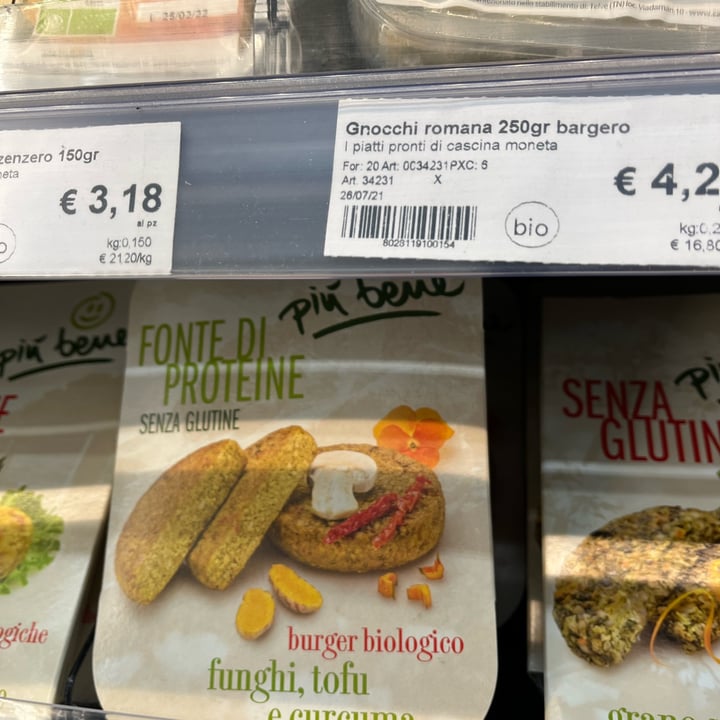 25/02/22
zenzero 150gr
€ 3,18
al pz
kg:0,150
€ 21,20/kg
Gnocchi romana 250gr bargero
I piatti pronti di cascina moneta
For: 20 Art: 0034231 PXC: 6
Art. 34231 X
26/07/21
8028119100154
bio
€ 4,2
kg:0,2
€ 16,80
più bene
più bene
FONTE DI
PROTEINE
SENZA GLUTINE
burger biologico
funghi, tofu
e curcuma
SENZA
GLUTIN
ogiche